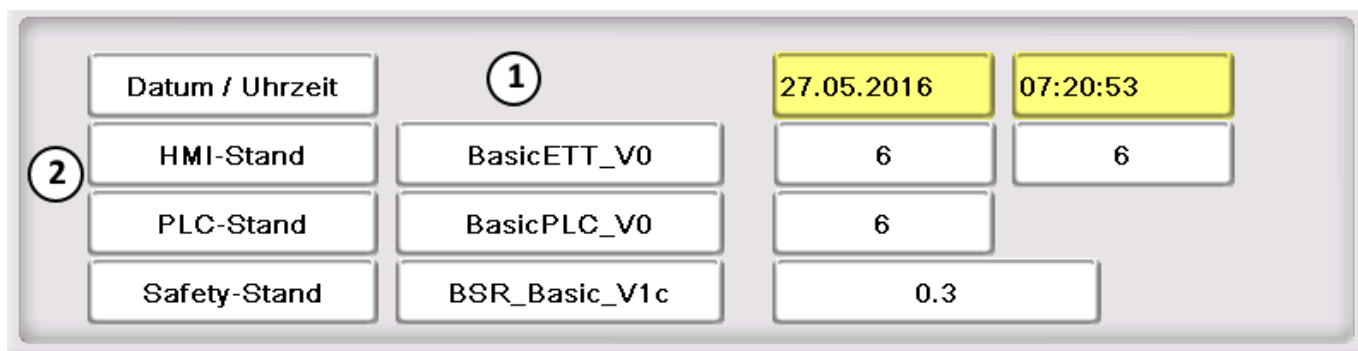 Datum / Uhrzeit 1 27.05.2016 07:20:53
2 HMI-Stand BasicETT_V0 6 6
PLC-Stand BasicPLC_V0 6
Safety-Stand BSR_Basic_V1c 0.3